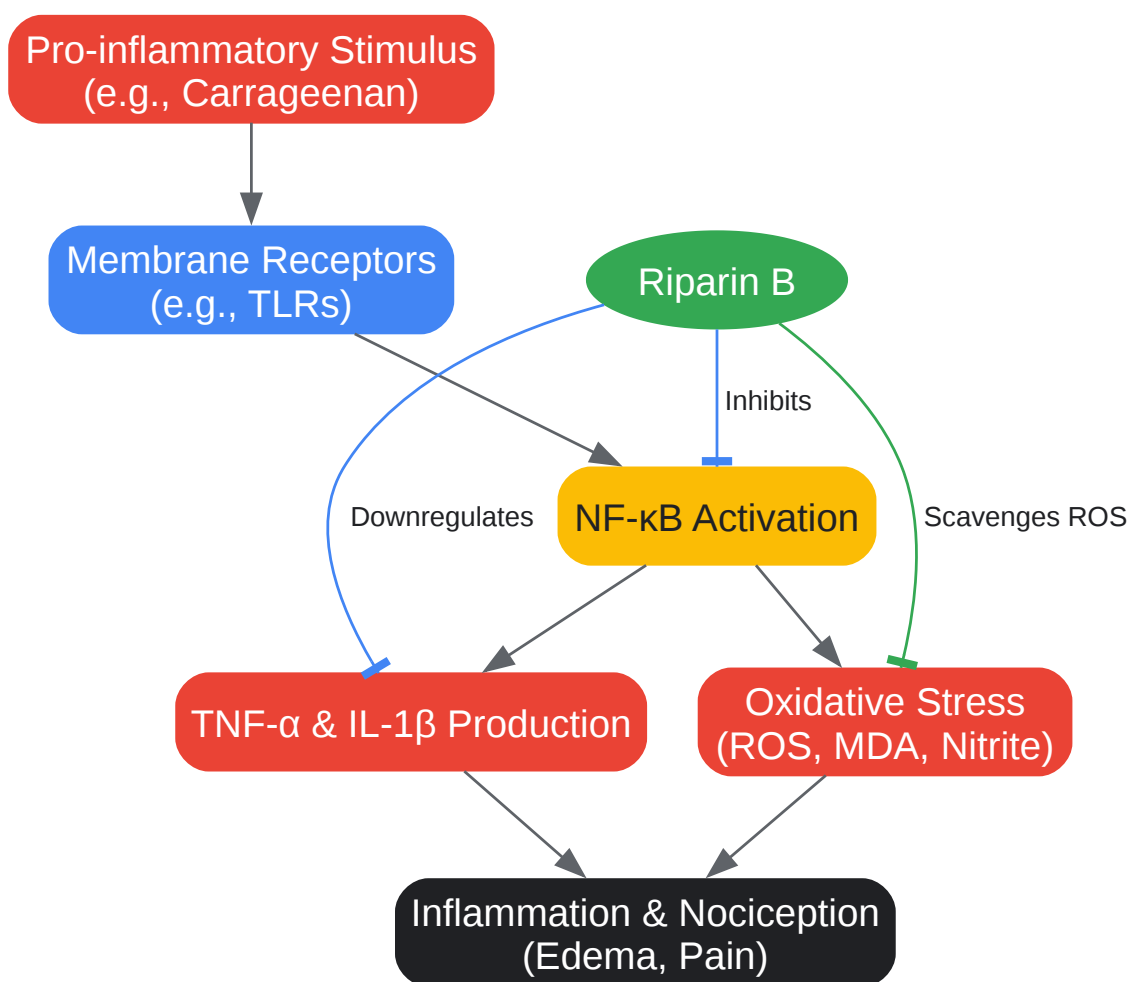 Pro-inflammatory Stimulus
(e.g., Carrageenan)
Membrane Receptors
(e.g., TLRs)
Riparin B
Inhibits
Downregulates
NF-κB Activation
Scavenges ROS
TNF-α & IL-1β Production
Oxidative Stress
(ROS, MDA, Nitrite)
Inflammation & Nociception
(Edema, Pain)